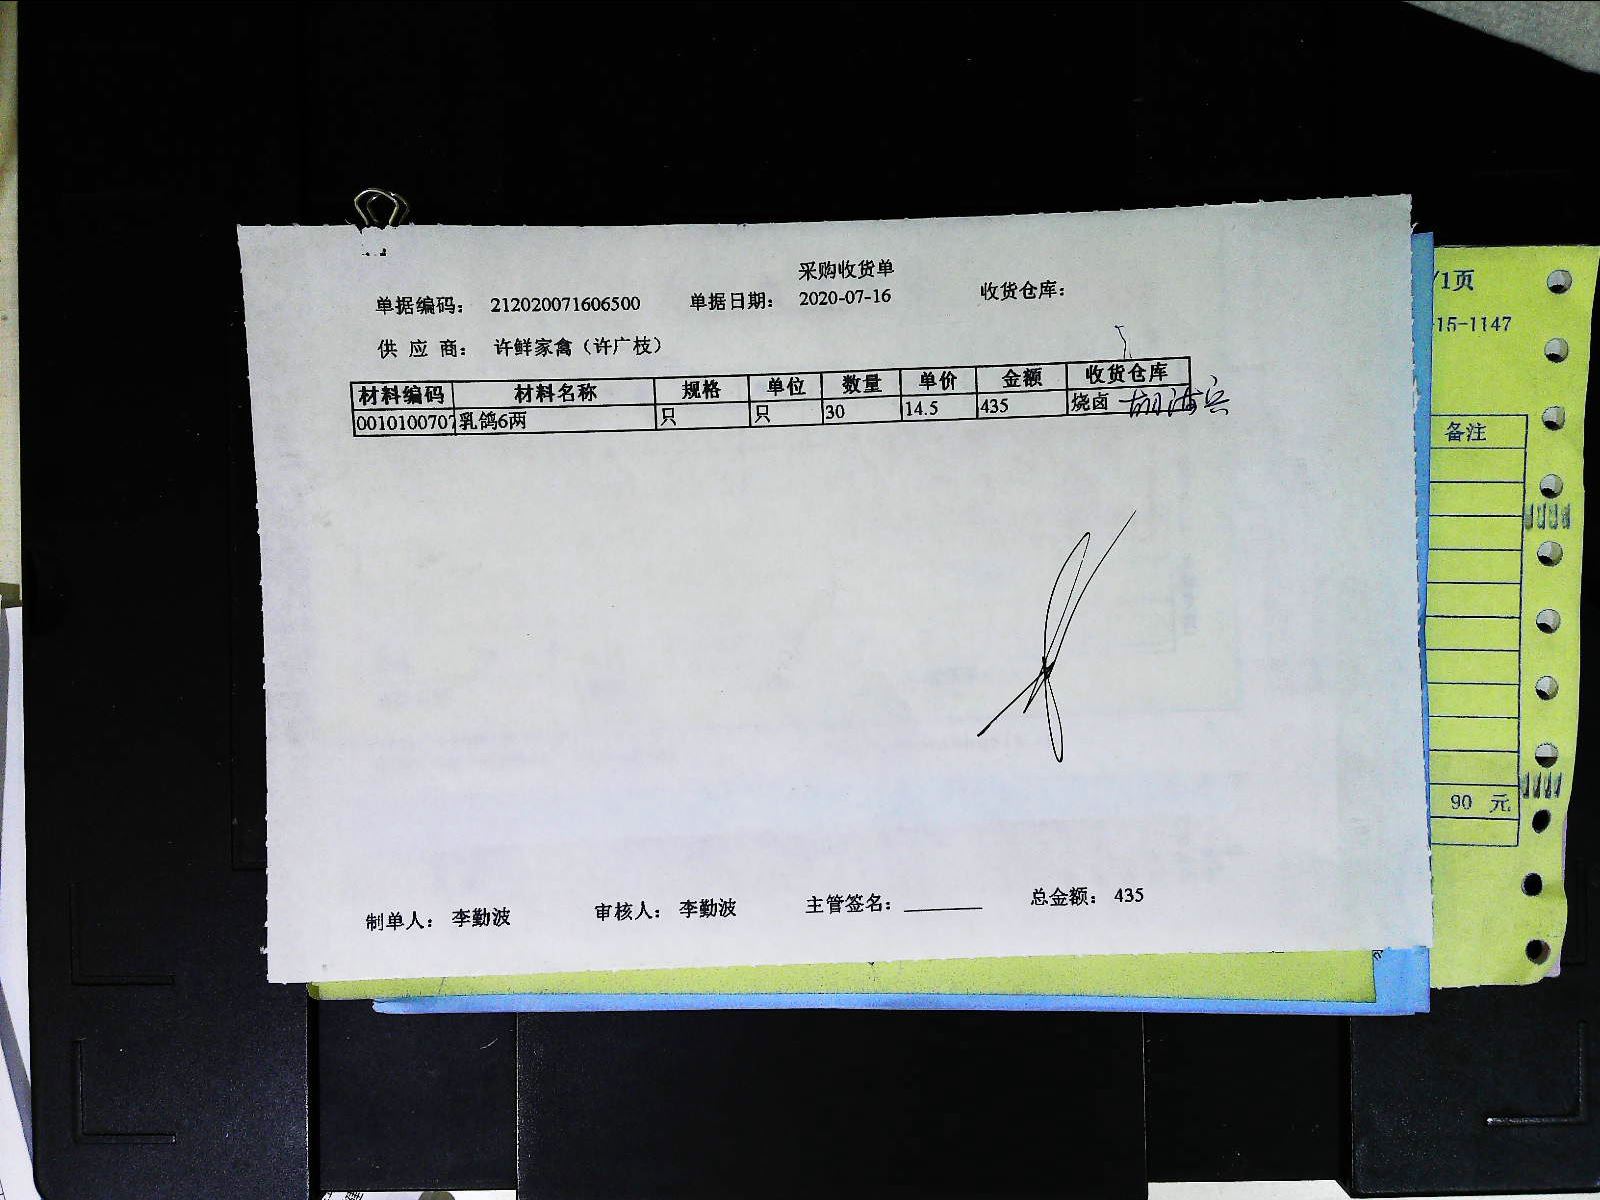 采购收货单
单据编码： 212020071606500 单据日期： 2020-07-16 收货仓库：
供 应 商： 许鲜家禽（许广枝）
材料编码 材料名称 规格 单位 数量 单价 金额 收货仓库
0010100707 乳鸽6两 只 只 30 14.5 435 烧卤 胡海兵
制单人： 李勤波 审核人： 李勤波 主管签名：________ 总金额： 435
/1页
15-1147
备注
90 元